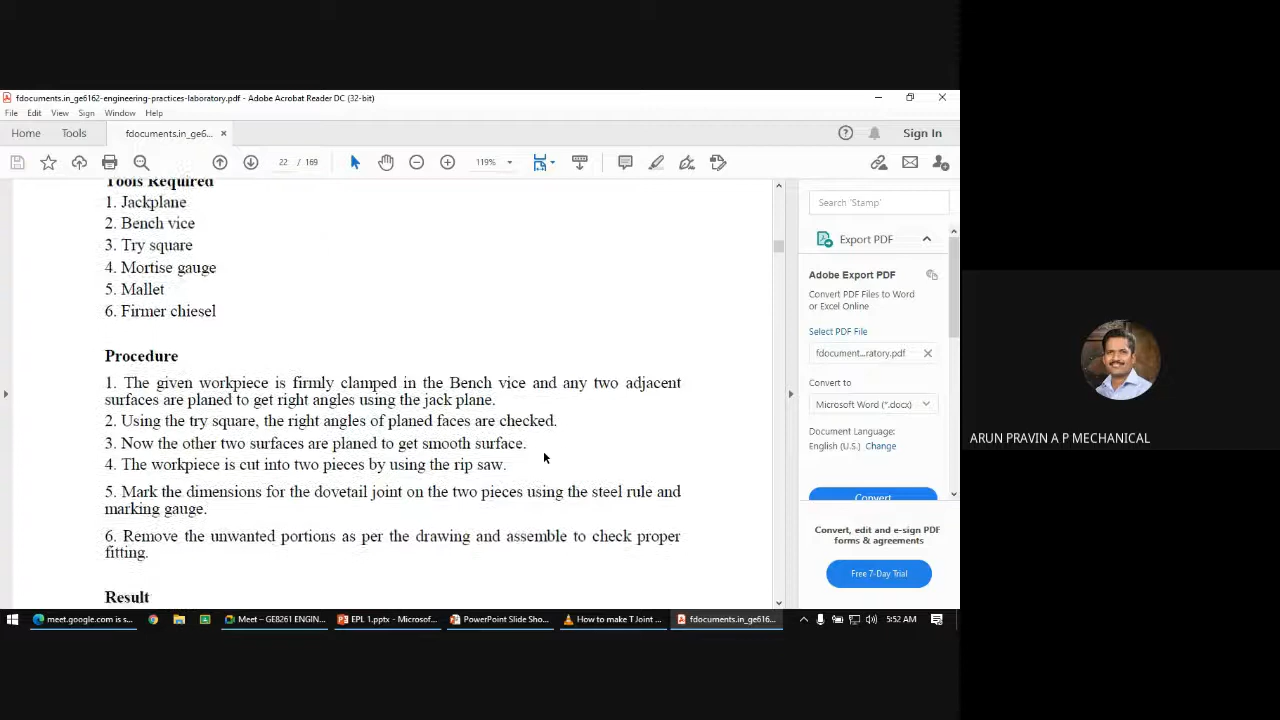 fdocuments.in_ge6162-engineering-practices-laboratory.pdf - Adobe Acrobat Reader DC (32-bit)
File Edit View Sign Window Help
Home Tools fdocuments.in_ge6... × Sign In
22 / 169 119%
Tools Required
1. Jackplane
2. Bench vice
3. Try square
4. Mortise gauge
5. Mallet
6. Firmer chiesel
Procedure
1. The given workpiece is firmly clamped in the Bench vice and any two adjacent
surfaces are planed to get right angles using the jack plane.
2. Using the try square, the right angles of planed faces are checked.
3. Now the other two surfaces are planed to get smooth surface.
4. The workpiece is cut into two pieces by using the rip saw.
5. Mark the dimensions for the dovetail joint on the two pieces using the steel rule and
marking gauge.
6. Remove the unwanted portions as per the drawing and assemble to check proper
fitting.
Result
Search 'Stamp'
Export PDF
Adobe Export PDF
Convert PDF Files to Word
or Excel Online
Select PDF File
fdocument...ratory.pdf
Convert to
Microsoft Word (*.docx)
Document Language:
English (U.S.) Change
Convert
Convert, edit and e-sign PDF
forms & agreements
Free 7-Day Trial
ARUN PRAVIN A P MECHANICAL
meet.google.com is s... Meet – GE8261 ENGIN... EPL 1.pptx - Microsof... PowerPoint Slide Sho... How to make T Joint ... fdocuments.in_ge616... 5:52 AM